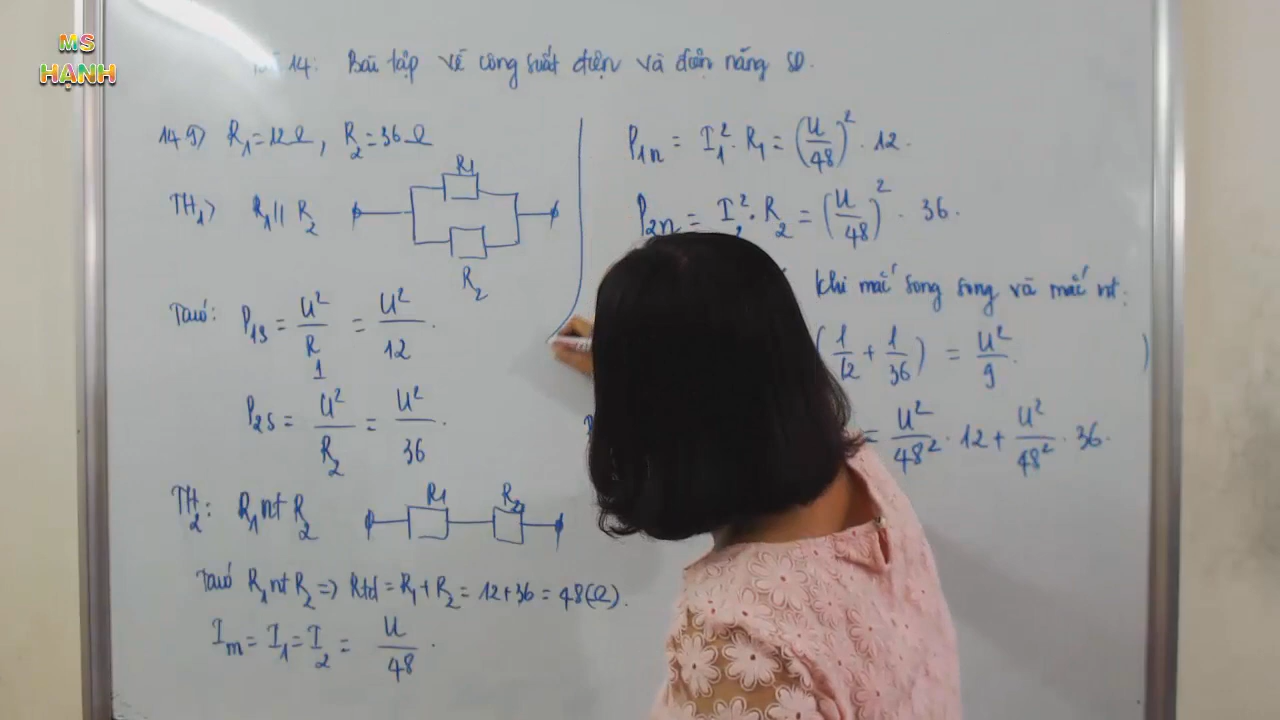 MS
HẠNH
14: Bài tập về công suất điện và điện năng SD.
14.9) R₁=12Ω, R₂=36Ω
TH₁> R₁ || R₂
R₁
R₂
Ta có: P₁s = U²/R₁ = U²/12.
P₂s = U²/R₂ = U²/36.
TH₂: R₁ nt R₂
R₁ R₂
Ta có R₁ nt R₂ => Rtđ = R₁+R₂ = 12+36 = 48(Ω).
Im = I₁ = I₂ = U/48.
P₁n = I₁². R₁ = (U/48)². 12.
P₂n = I₂². R₂ = (U/48)². 36.
khi mắc song song và mắc nt:
(1/12 + 1/36) = U²/9. )
= U²/48². 12 + U²/48². 36.